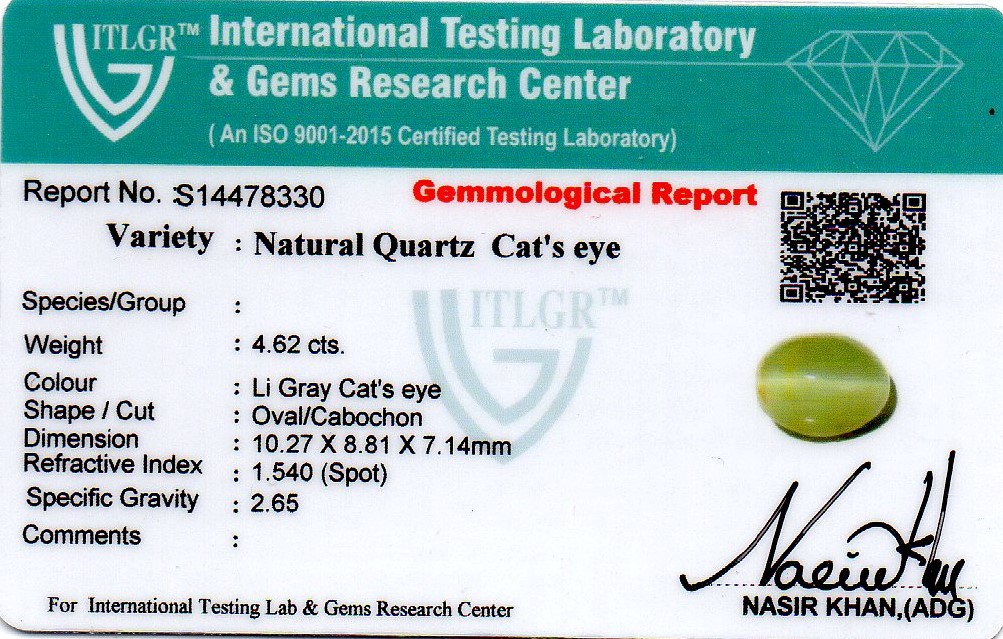 ITLGR™ International Testing Laboratory
& Gems Research Center
( An ISO 9001-2015 Certified Testing Laboratory)
Report No. :S14478330
Gemmological Report
Variety : Natural Quartz Cat's eye
ITLGR™
Species/Group :
Weight : 4.62 cts.
Colour : Li Gray Cat's eye
Shape / Cut : Oval/Cabochon
Dimension : 10.27 X 8.81 X 7.14mm
Refractive Index : 1.540 (Spot)
Specific Gravity : 2.65
Comments :
For International Testing Lab & Gems Research Center
NASIR KHAN,(ADG)